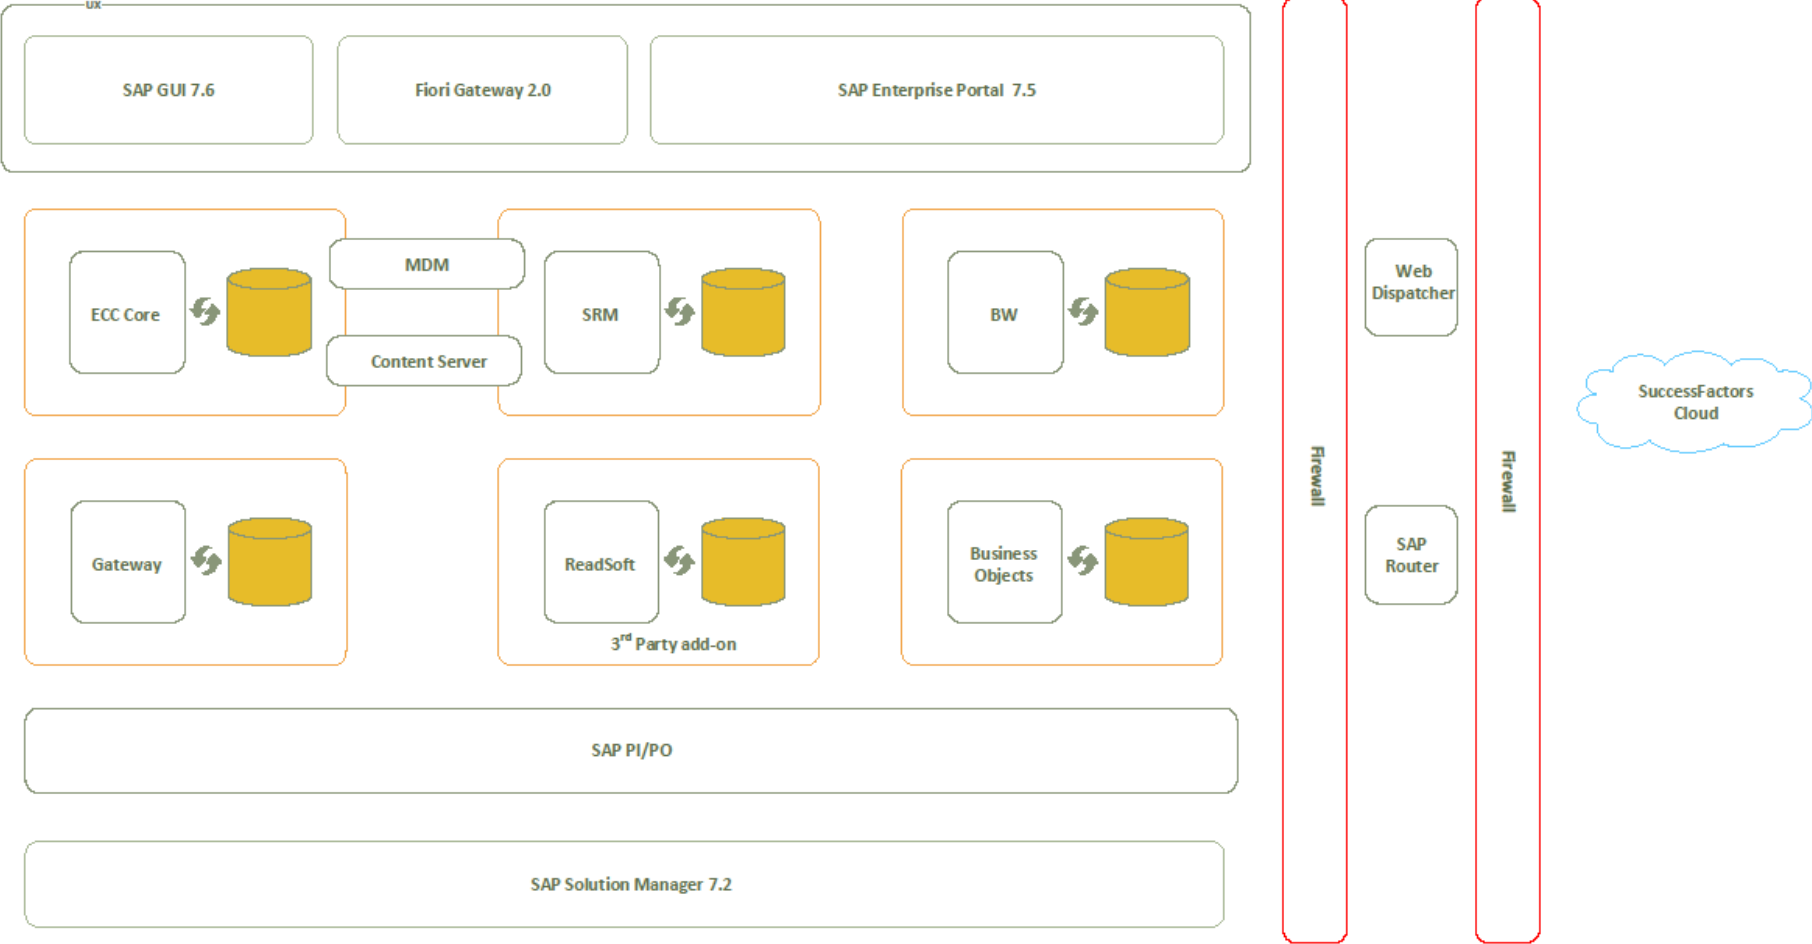 UX
SAP GUI 7.6
Fiori Gateway 2.0
SAP Enterprise Portal 7.5
ECC Core
MDM
Content Server
SRM
BW
Gateway
ReadSoft
3rd Party add-on
Business
Objects
SAP PI/PO
SAP Solution Manager 7.2
Firewall
Web
Dispatcher
SAP
Router
Firewall
SuccessFactors
Cloud